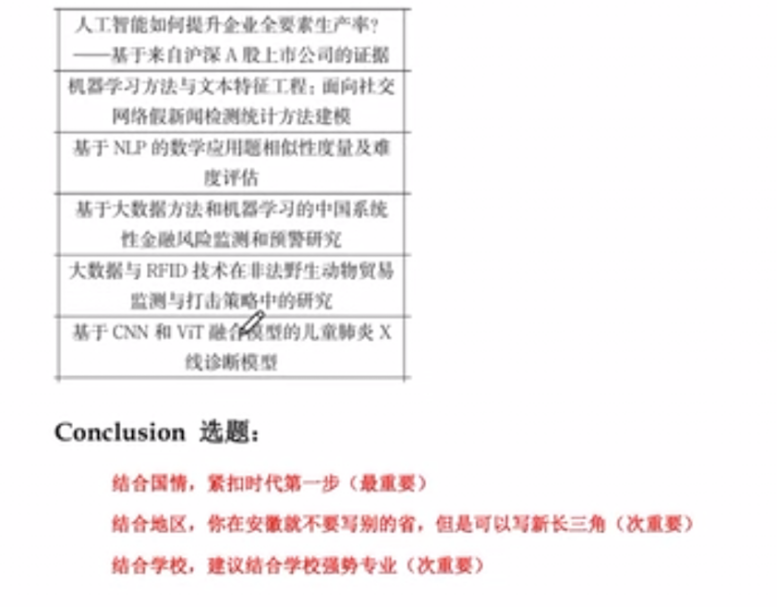 人工智能如何提升企业全要素生产率？
——基于来自沪深 A 股上市公司的证据
机器学习方法与文本特征工程：面向社交
网络假新闻检测统计方法建模
基于 NLP 的数学应用题相似性度量及难
度评估
基于大数据方法和机器学习的中国系统
性金融风险监测和预警研究
大数据与 RFID 技术在非法野生动物贸易
监测与打击策略中的研究
基于 CNN 和 ViT 融合模型的儿童肺炎 X
线诊断模型
Conclusion 选题：
结合国情，紧扣时代第一步（最重要）
结合地区，你在安徽就不要写别的省，但是可以写新长三角（次重要）
结合学校，建议结合学校强势专业（次重要）